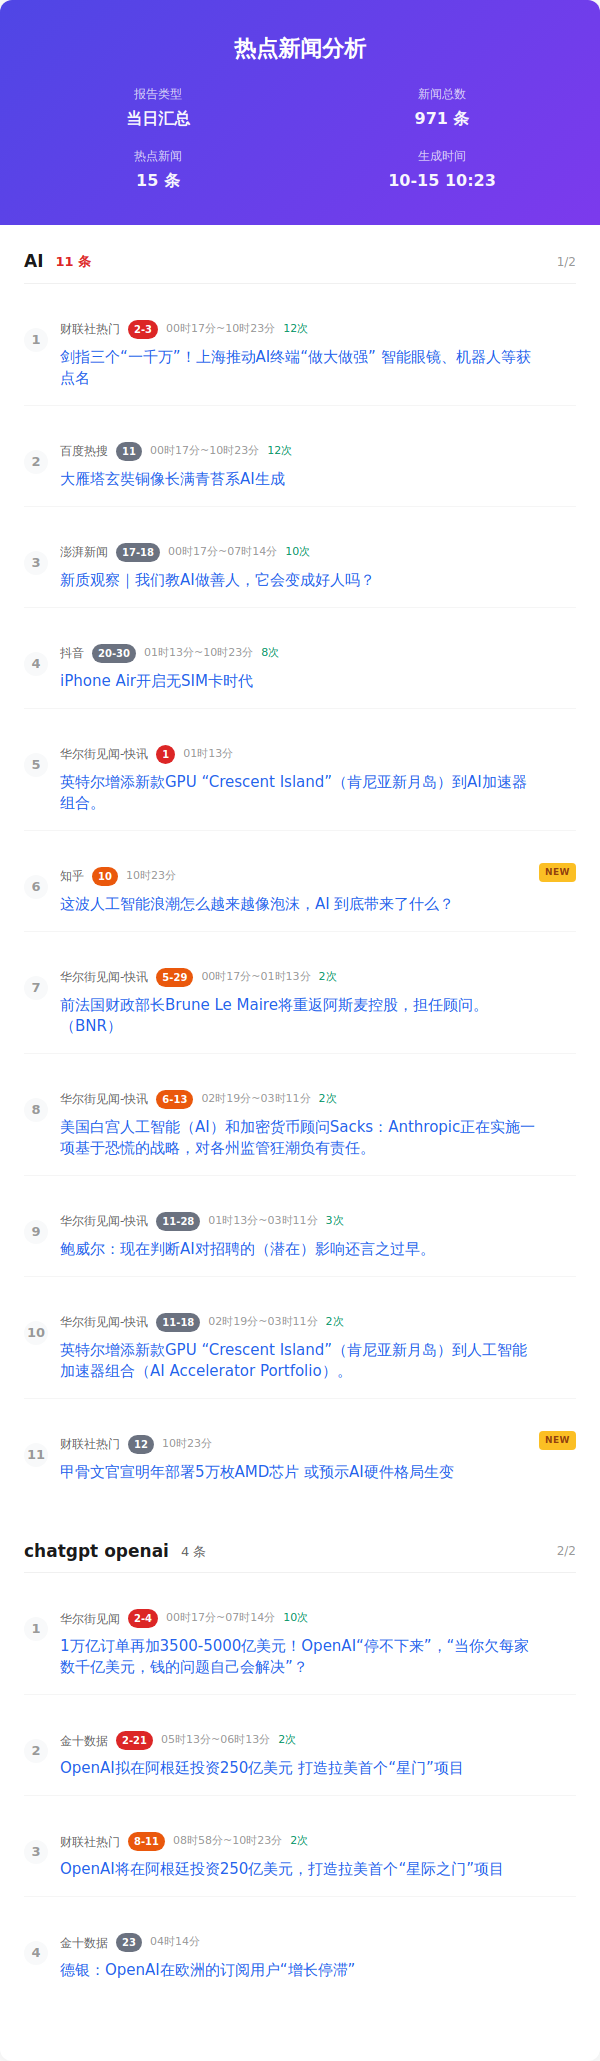 热点新闻分析
报告类型
新闻总数
当日汇总
971 条
热点新闻
生成时间
15 条
10-15 10:23
AI 11 条 1/2
1
财联社热门 2-3 00时17分~10时23分 12次
剑指三个“一千万”！上海推动AI终端“做大做强” 智能眼镜、机器人等获
点名
2
百度热搜 11 00时17分~10时23分 12次
大雁塔玄奘铜像长满青苔系AI生成
3
澎湃新闻 17-18 00时17分~07时14分 10次
新质观察｜我们教AI做善人，它会变成好人吗？
4
抖音 20-30 01时13分~10时23分 8次
iPhone Air开启无SIM卡时代
5
华尔街见闻-快讯 1 01时13分
英特尔增添新款GPU “Crescent Island”（肯尼亚新月岛）到AI加速器
组合。
6
知乎 10 10时23分 NEW
这波人工智能浪潮怎么越来越像泡沫，AI 到底带来了什么？
7
华尔街见闻-快讯 5-29 00时17分~01时13分 2次
前法国财政部长Brune Le Maire将重返阿斯麦控股，担任顾问。
（BNR）
8
华尔街见闻-快讯 6-13 02时19分~03时11分 2次
美国白宫人工智能（AI）和加密货币顾问Sacks：Anthropic正在实施一
项基于恐慌的战略，对各州监管狂潮负有责任。
9
华尔街见闻-快讯 11-28 01时13分~03时11分 3次
鲍威尔：现在判断AI对招聘的（潜在）影响还言之过早。
10
华尔街见闻-快讯 11-18 02时19分~03时11分 2次
英特尔增添新款GPU “Crescent Island”（肯尼亚新月岛）到人工智能
加速器组合（AI Accelerator Portfolio）。
11
财联社热门 12 10时23分 NEW
甲骨文官宣明年部署5万枚AMD芯片 或预示AI硬件格局生变
chatgpt openai 4 条 2/2
1
华尔街见闻 2-4 00时17分~07时14分 10次
1万亿订单再加3500-5000亿美元！OpenAI“停不下来”，“当你欠每家
数千亿美元，钱的问题自己会解决”？
2
金十数据 2-21 05时13分~06时13分 2次
OpenAI拟在阿根廷投资250亿美元 打造拉美首个“星门”项目
3
财联社热门 8-11 08时58分~10时23分 2次
OpenAI将在阿根廷投资250亿美元，打造拉美首个“星际之门”项目
4
金十数据 23 04时14分
德银：OpenAI在欧洲的订阅用户“增长停滞”